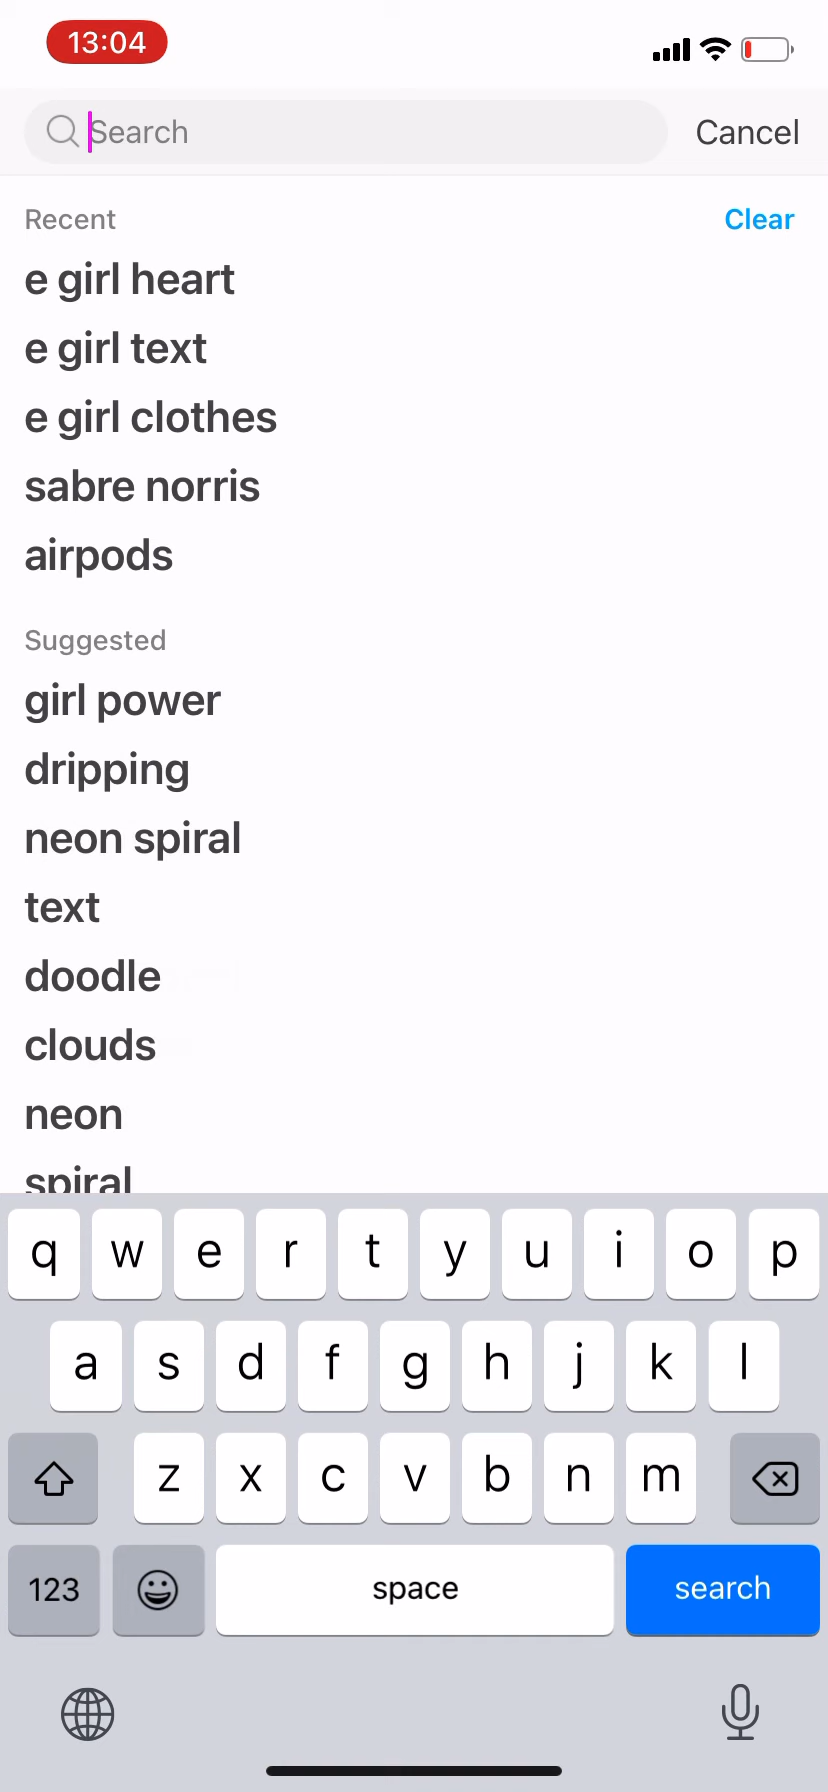 13:04
Search
Cancel
Recent
Clear
e girl heart
e girl text
e girl clothes
sabre norris
airpods
Suggested
girl power
dripping
neon spiral
text
doodle
clouds
neon
spiral
q w e r t y u i o p
a s d f g h j k l
z x c v b n m
123 space search